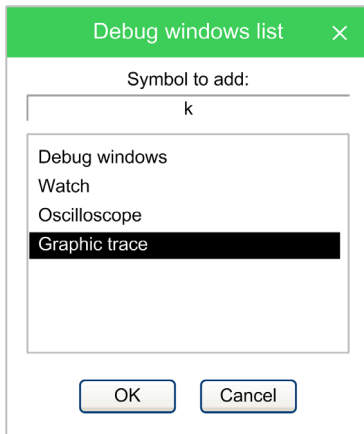 Debug windows list
Symbol to add:
k
Debug windows
Watch
Oscilloscope
Graphic trace
OK Cancel